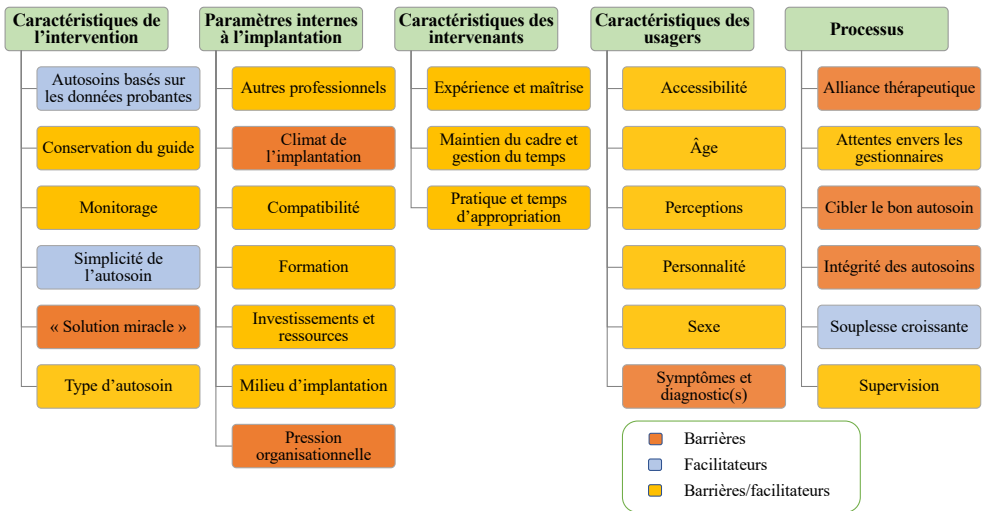 Caractéristiques de
l’intervention
Autosoins basés sur
les données probantes
Conservation du guide
Monitorage
Simplicité de
l’autosoin
« Solution miracle »
Type d’autosoin
Paramètres internes
à l’implantation
Autres professionnels
Climat de
l’implantation
Compatibilité
Formation
Investissements et
ressources
Milieu d’implantation
Pression
organisationnelle
Caractéristiques des
intervenants
Expérience et maîtrise
Maintien du cadre et
gestion du temps
Pratique et temps
d’appropriation
Caractéristiques des
usagers
Accessibilité
Âge
Perceptions
Personnalité
Sexe
Symptômes et
diagnostic(s)
Processus
Alliance thérapeutique
Attentes envers les
gestionnaires
Cibler le bon autosoin
Intégrité des autosoins
Souplesse croissante
Supervision
Barrières
Facilitateurs
Barrières/facilitateurs